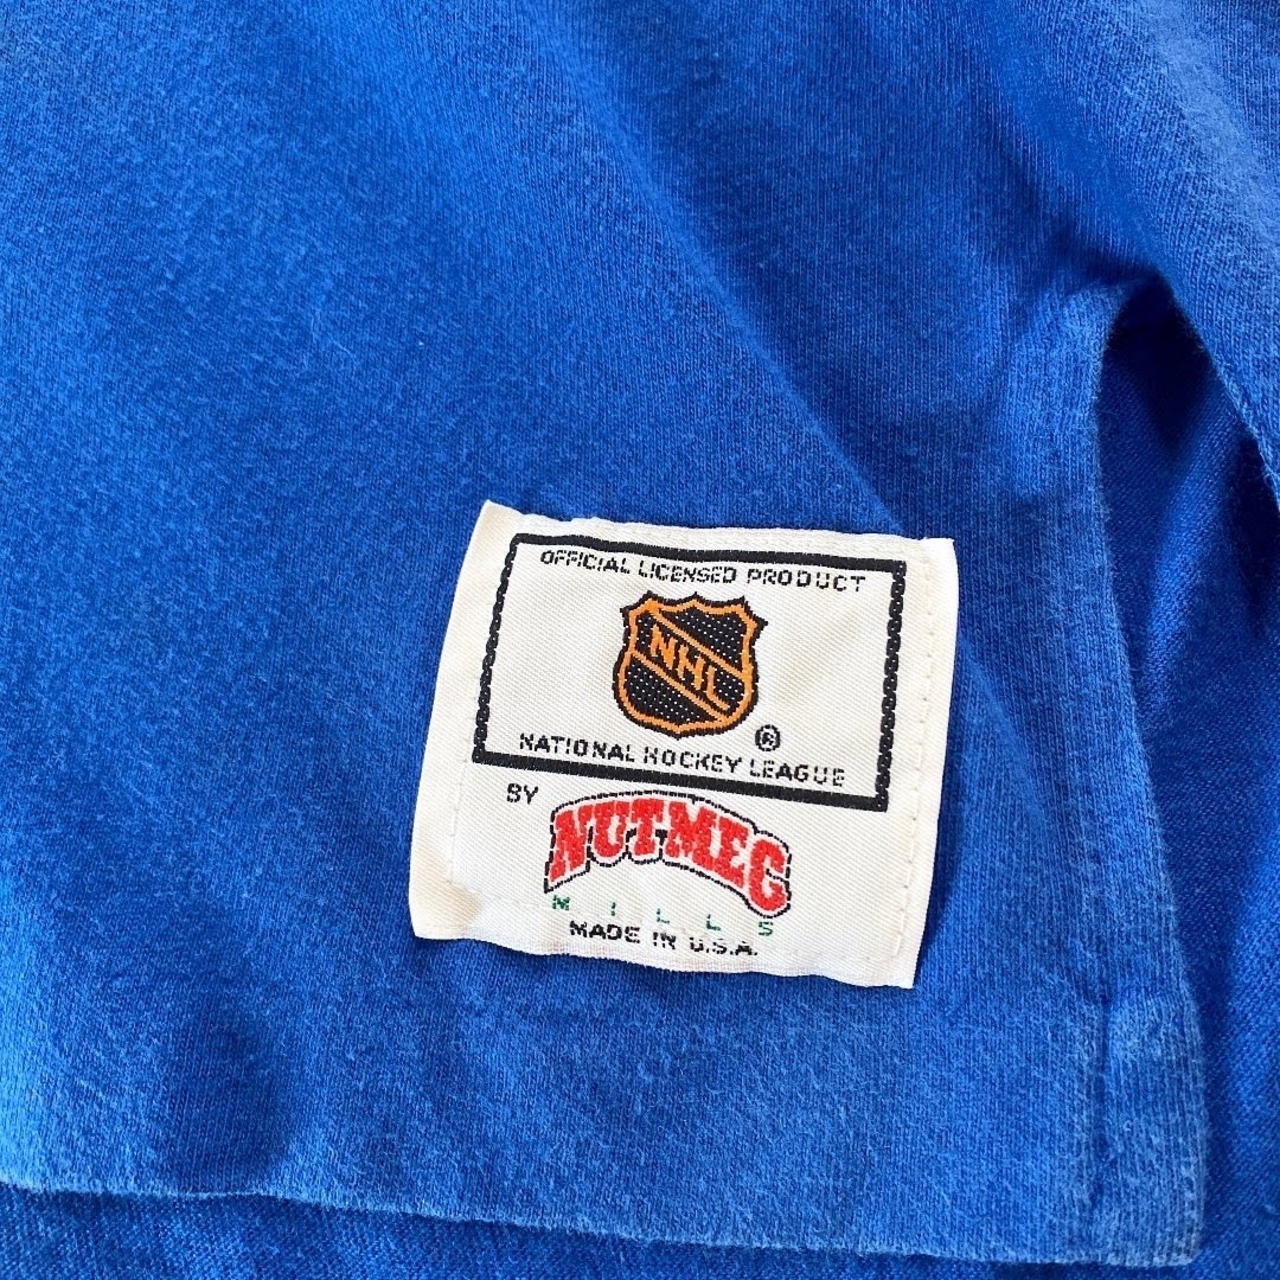 OFFICIAL LICENSED PRODUCT
NHL
®
NATIONAL HOCKEY LEAGUE
BY
NUTMEG
MILLS
MADE IN U.S.A.